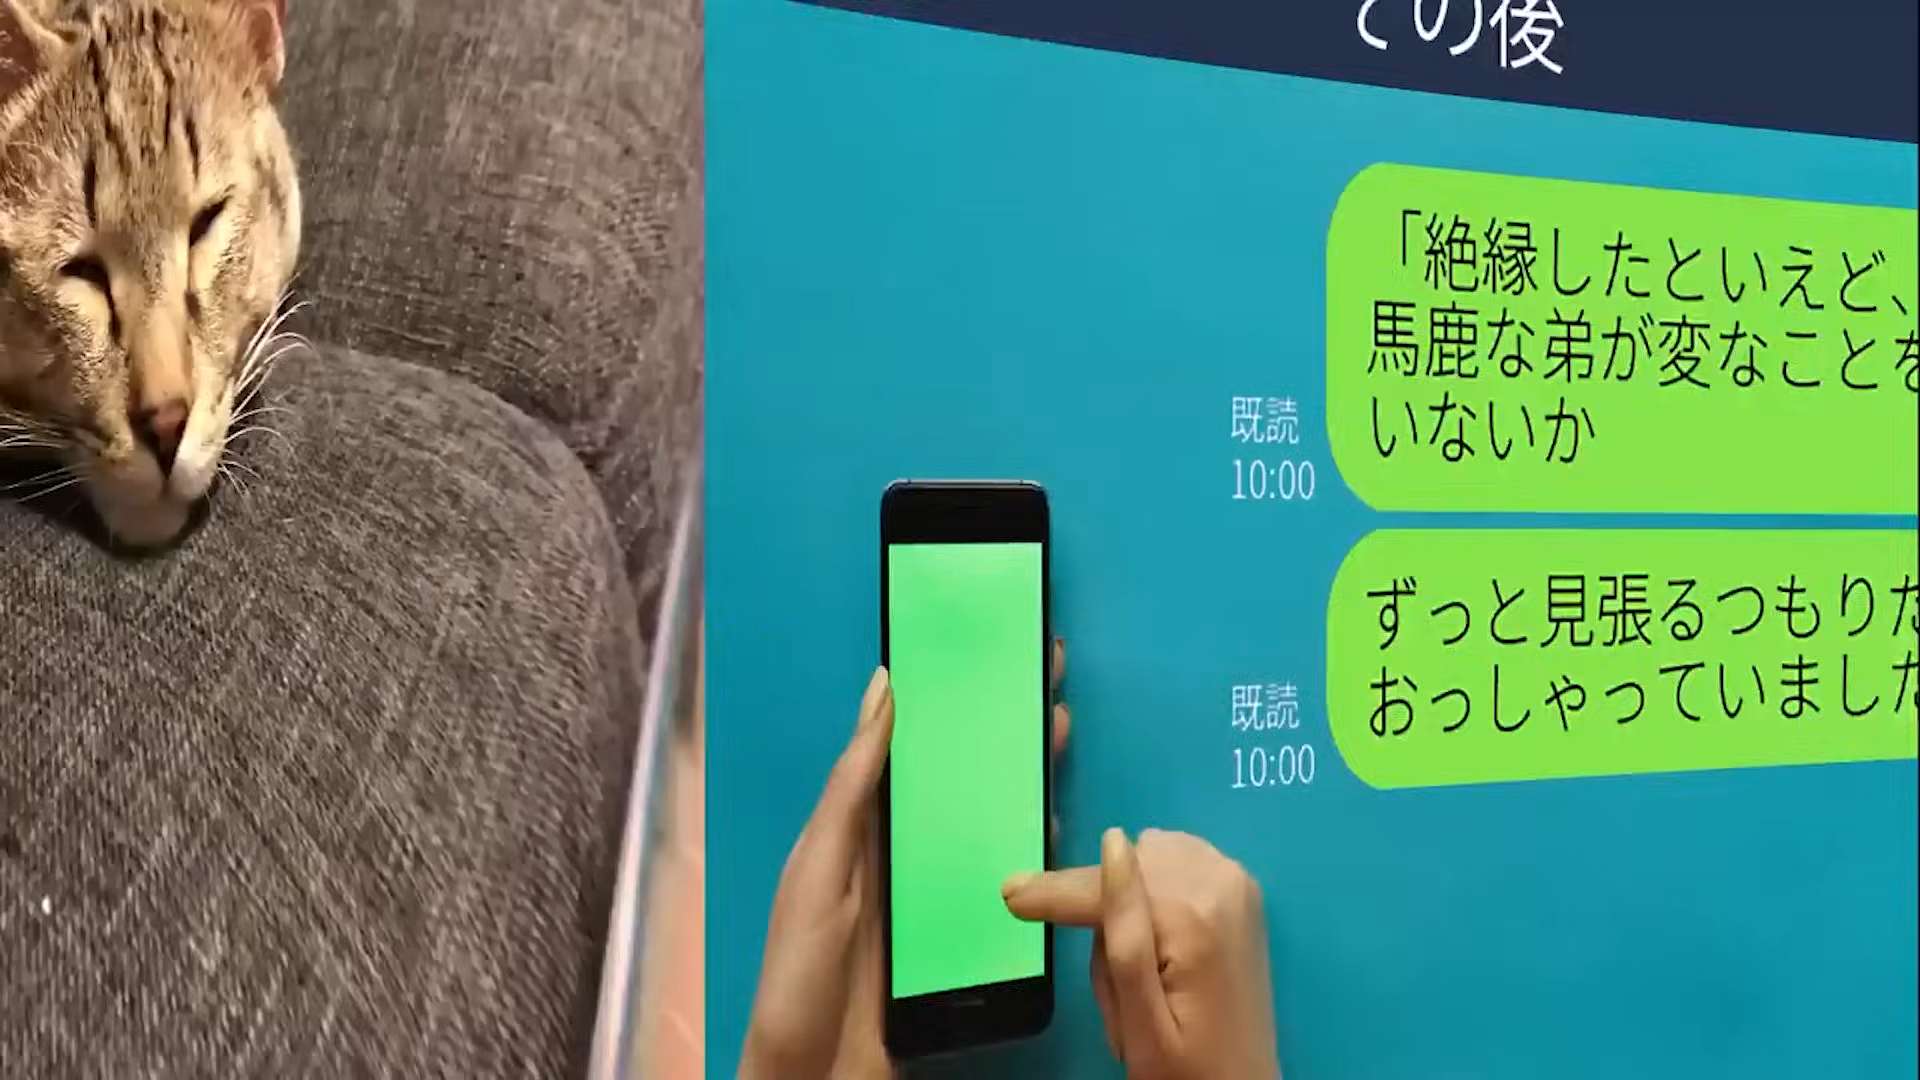 その後
「絶縁したといえど、
馬鹿な弟が変なことを
いないか
既読
10:00
ずっと見張るつもりだ
おっしゃっていました
既読
10:00